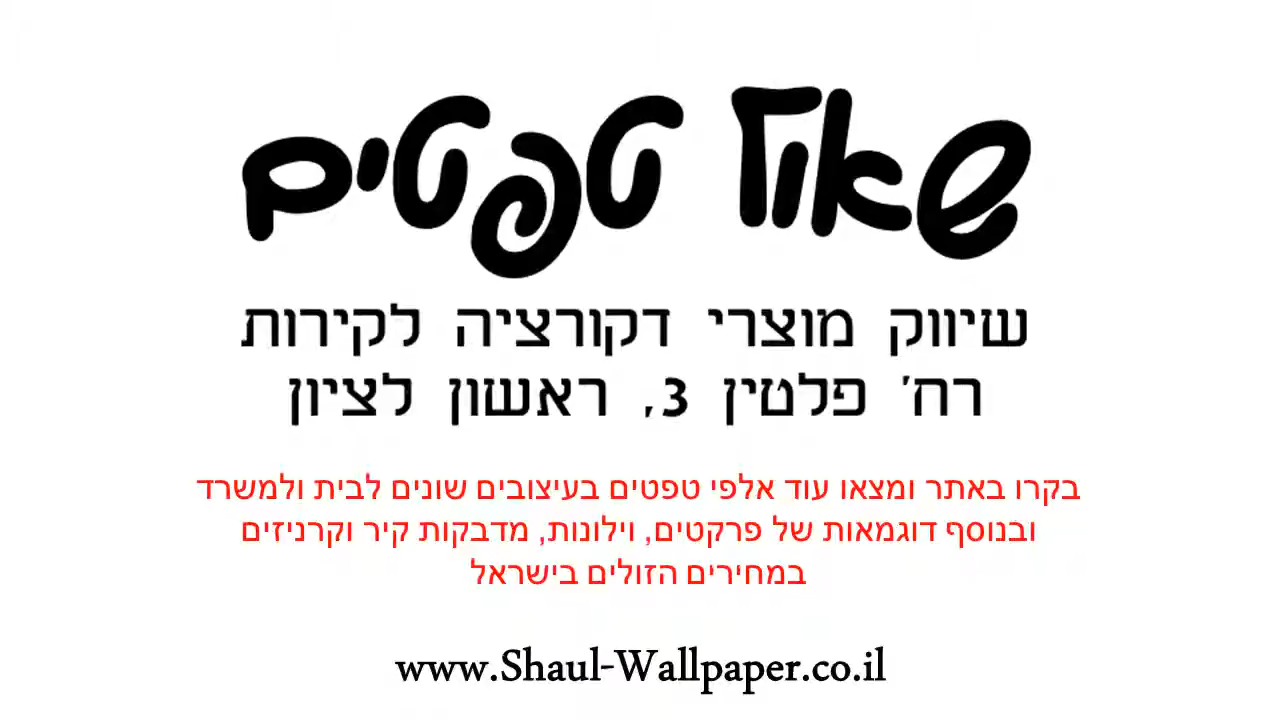 שאול טפטים
שיווק מוצרי דקורציה לקירות
רח' פלטין 3, ראשון לציון
בקרו באתר ומצאו עוד אלפי טפטים בעיצובים שונים לבית ולמשרד
ובנוסף דוגמאות של פרקטים, וילונות, מדבקות קיר וקרניזים
במחירים הזולים בישראל
www.Shaul-Wallpaper.co.il